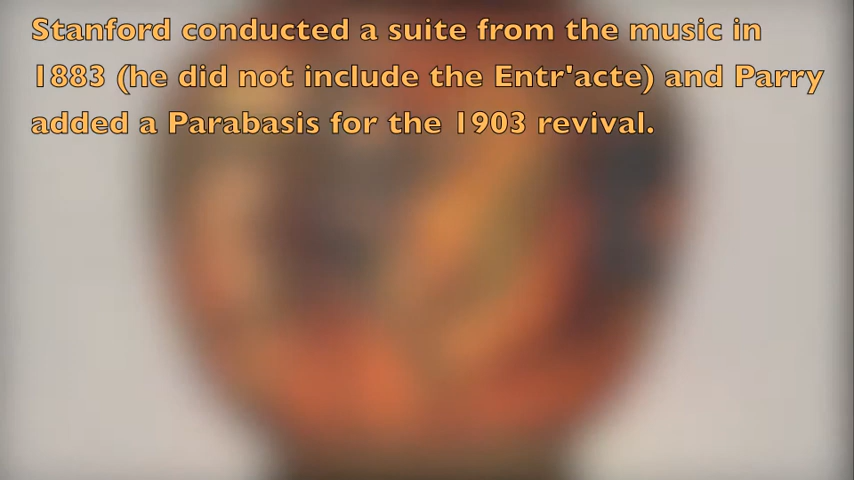 Stanford conducted a suite from the music in
1883 (he did not include the Entr'acte) and Parry
added a Parabasis for the 1903 revival.